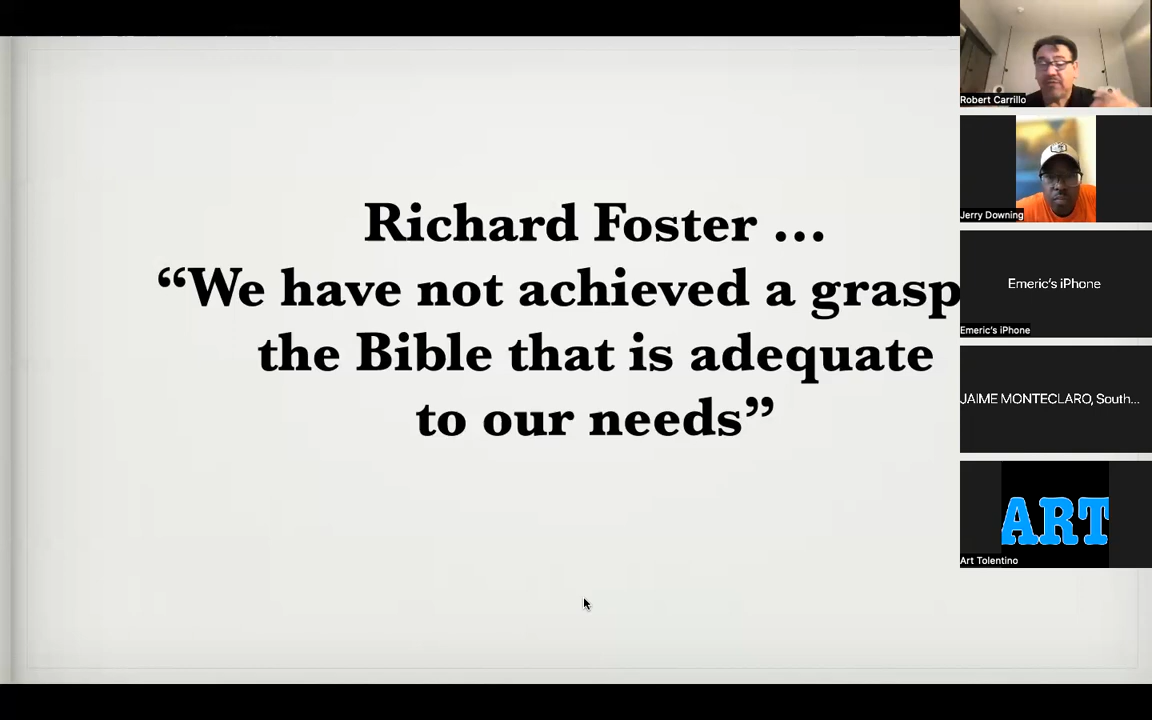 Richard Foster ...
“We have not achieved a grasp
the Bible that is adequate
to our needs”
Robert Carrillo
Jerry Downing
Emeric’s iPhone
Emeric’s iPhone
JAIME MONTECLARO, South...
ART
Art Tolentino